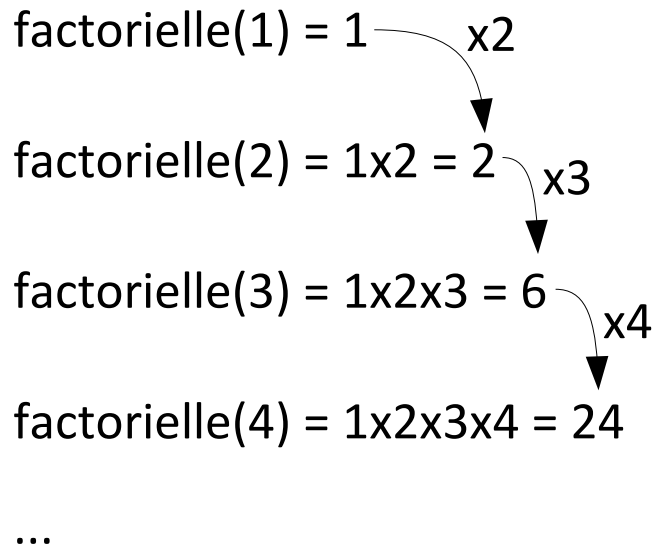 factorielle(1) = 1
x2
factorielle(2) = 1x2 = 2
x3
factorielle(3) = 1x2x3 = 6
x4
factorielle(4) = 1x2x3x4 = 24
...